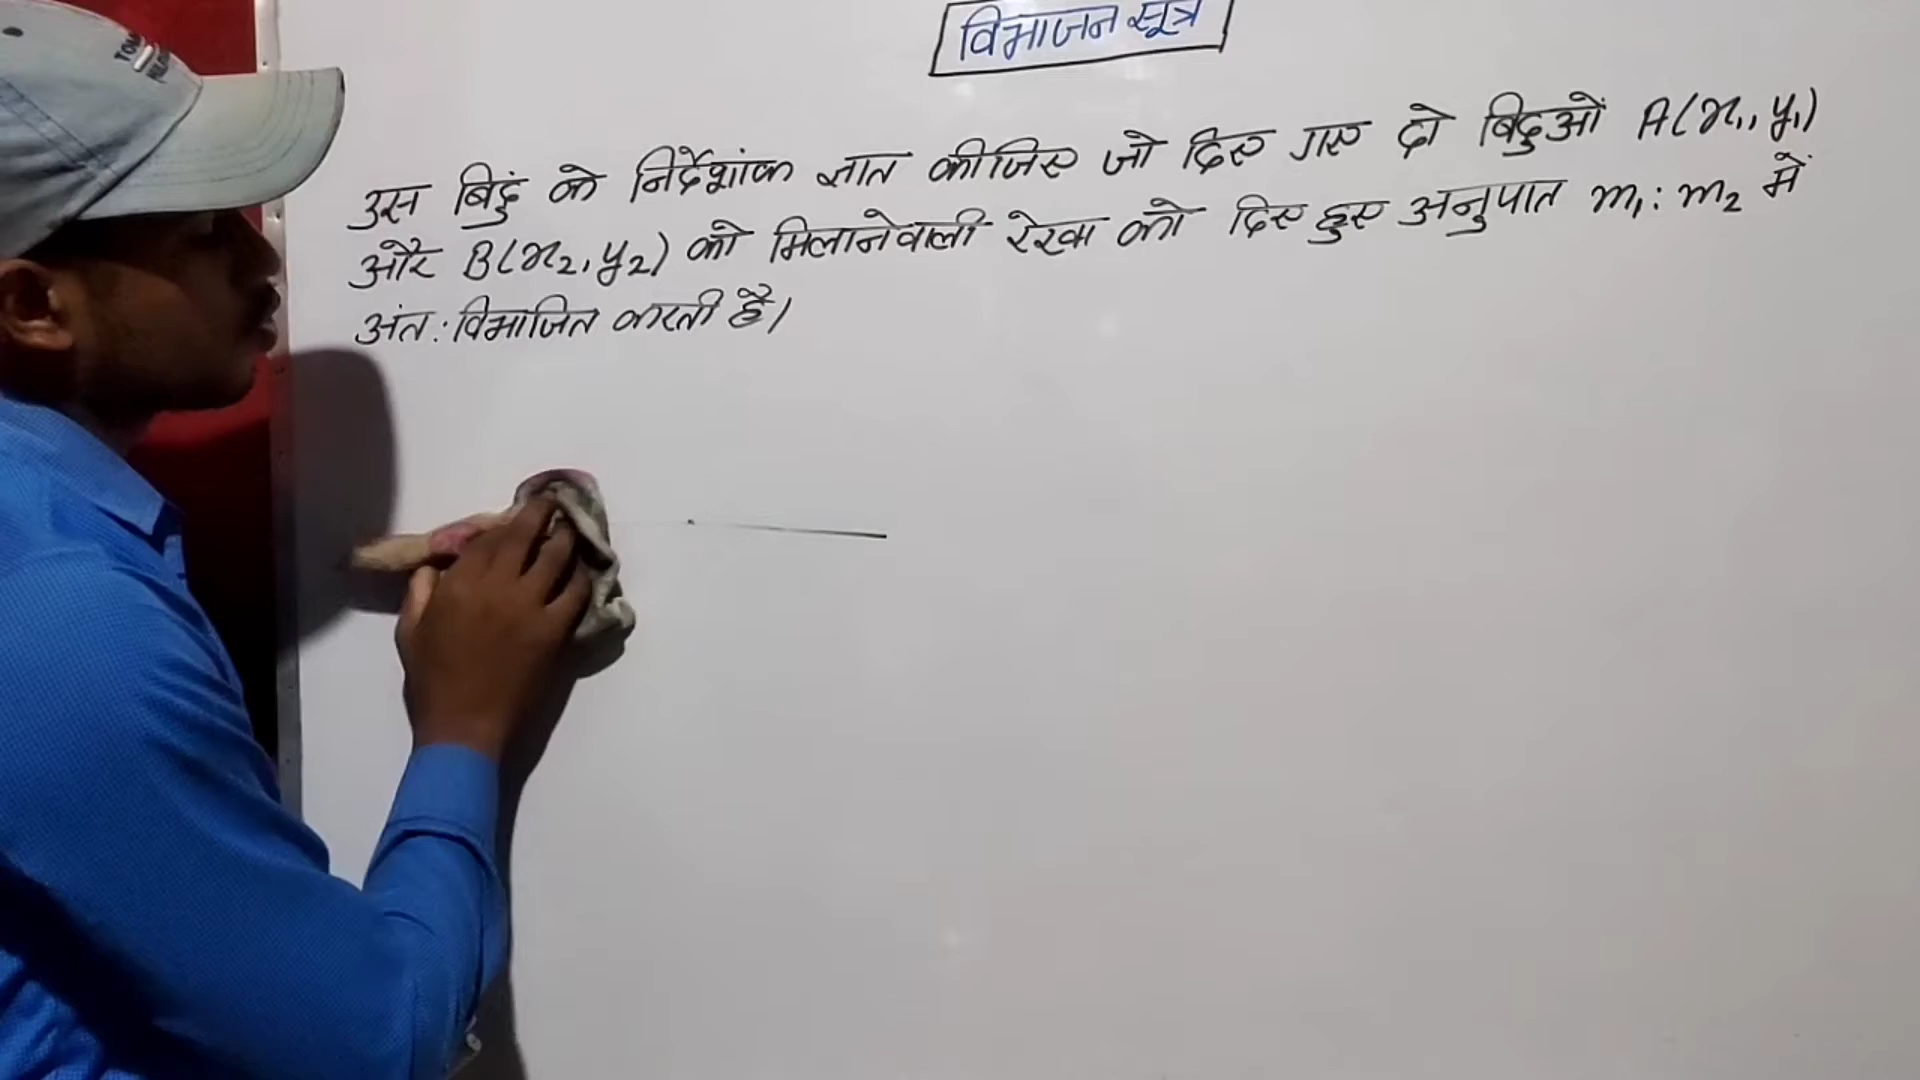 विभाजन सूत्र
उस बिंदुं के निर्देशांक ज्ञात कीजिए जो दिए गए दो बिंदुओं A(x₁, y₁)
और B(x₂, y₂) को मिलानेवाली रेखा को दिए हुए अनुपात m₁ : m₂ में
अंत: विभाजित करती है।